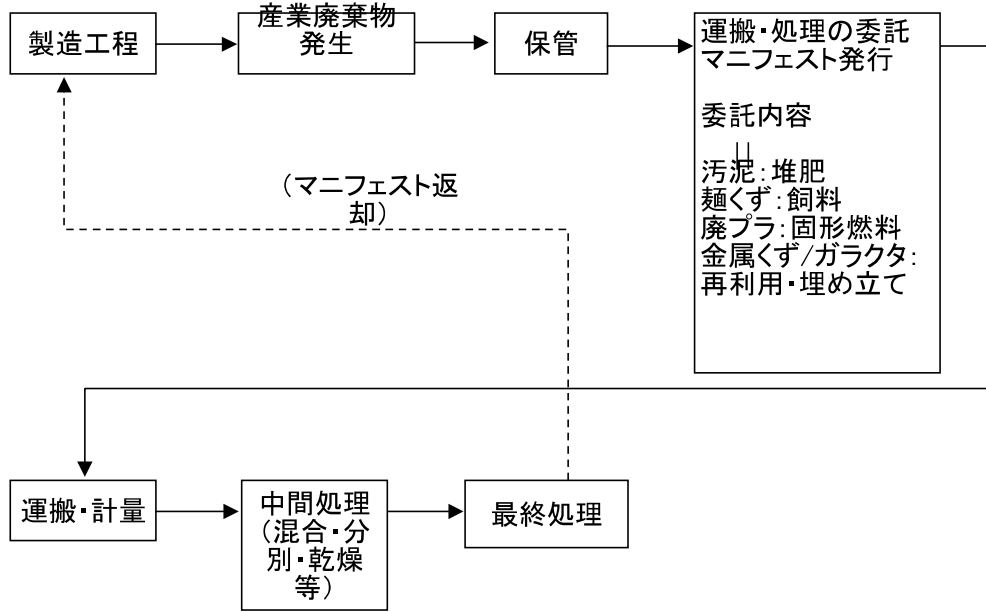 製造工程
産業廃棄物
発生
保管
運搬・処理の委託
マニフェスト発行
委託内容
||
汚泥：堆肥
麺くず：飼料
廃プラ：固形燃料
金属くず/ガラクタ：
再利用・埋め立て
（マニフェスト返
却）
運搬・計量
中間処理
（混合・分
別・乾燥
等）
最終処理